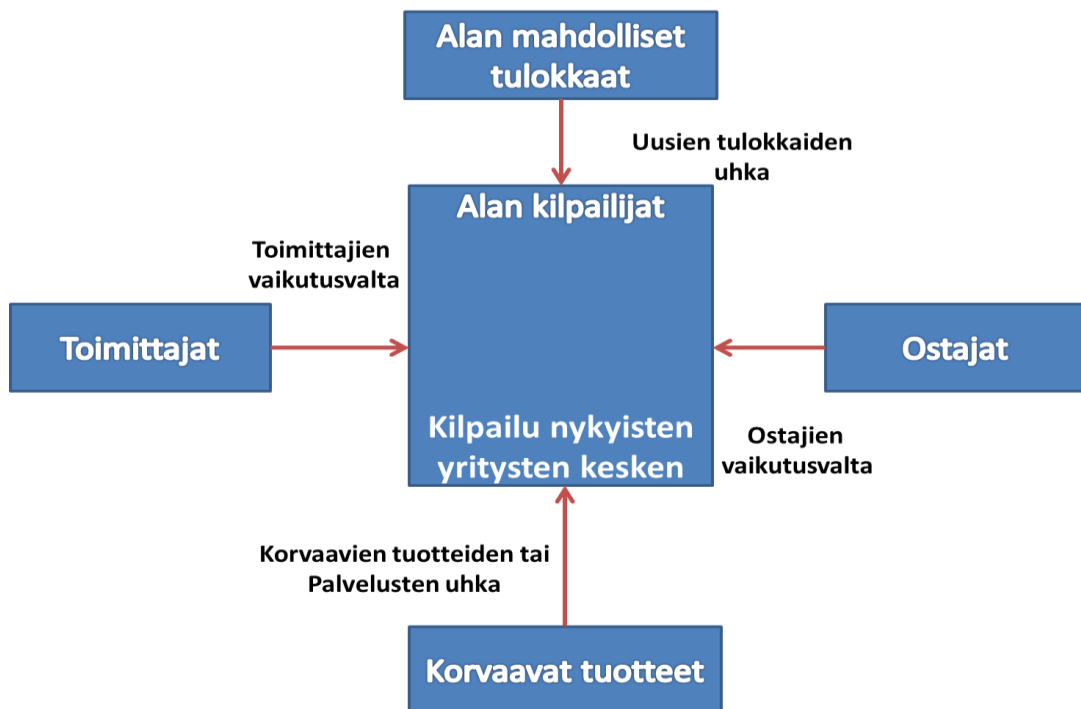 Alan mahdolliset
tulokkaat
Uusien tulokkaiden
uhka
Alan kilpailijat
Toimittajien
vaikutusvalta
Toimittajat
Ostajat
Kilpailu nykyisten
yritysten kesken
Ostajien
vaikutusvalta
Korvaavien tuotteiden tai
Palvelusten uhka
Korvaavat tuotteet